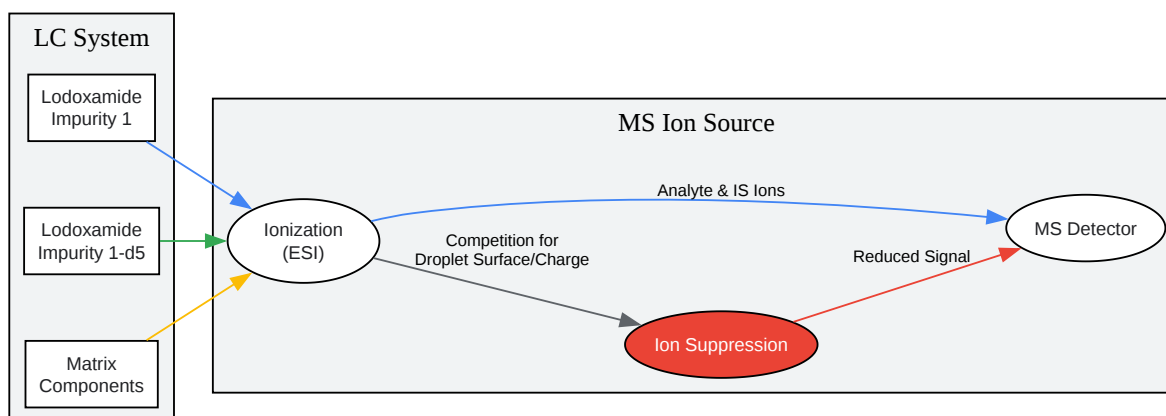 LC System
Lodoxamide
Impurity 1
Lodoxamide
Impurity 1-d5
Matrix
Components
MS Ion Source
Ionization
(ESI)
Analyte & IS Ions
Competition for
Droplet Surface/Charge
Ion Suppression
Reduced Signal
MS Detector